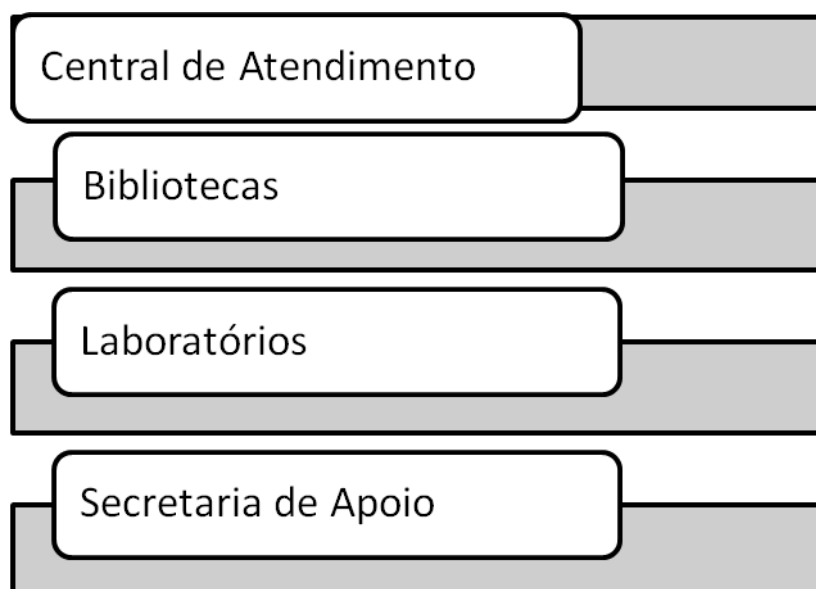 Central de Atendimento
Bibliotecas
Laboratórios
Secretaria de Apoio